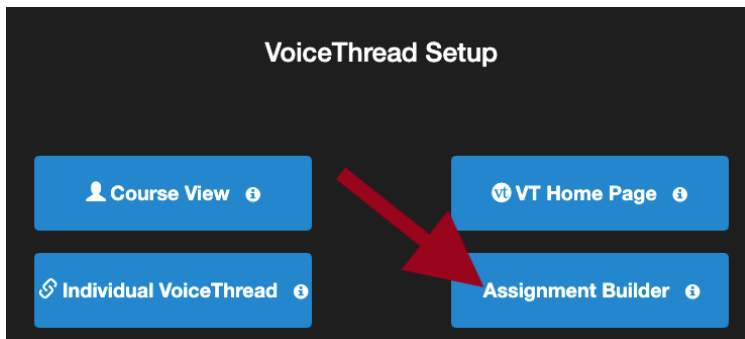 VoiceThread Setup
Course View
VT Home Page
Individual VoiceThread
Assignment Builder